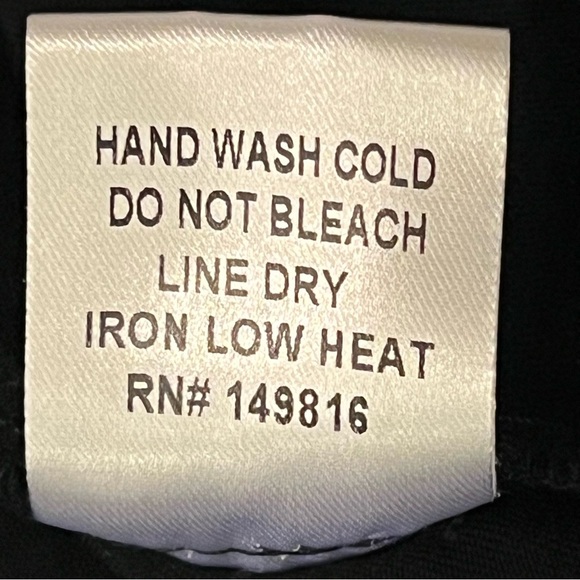 HAND WASH COLD
DO NOT BLEACH
LINE DRY
IRON LOW HEAT
RN# 149816